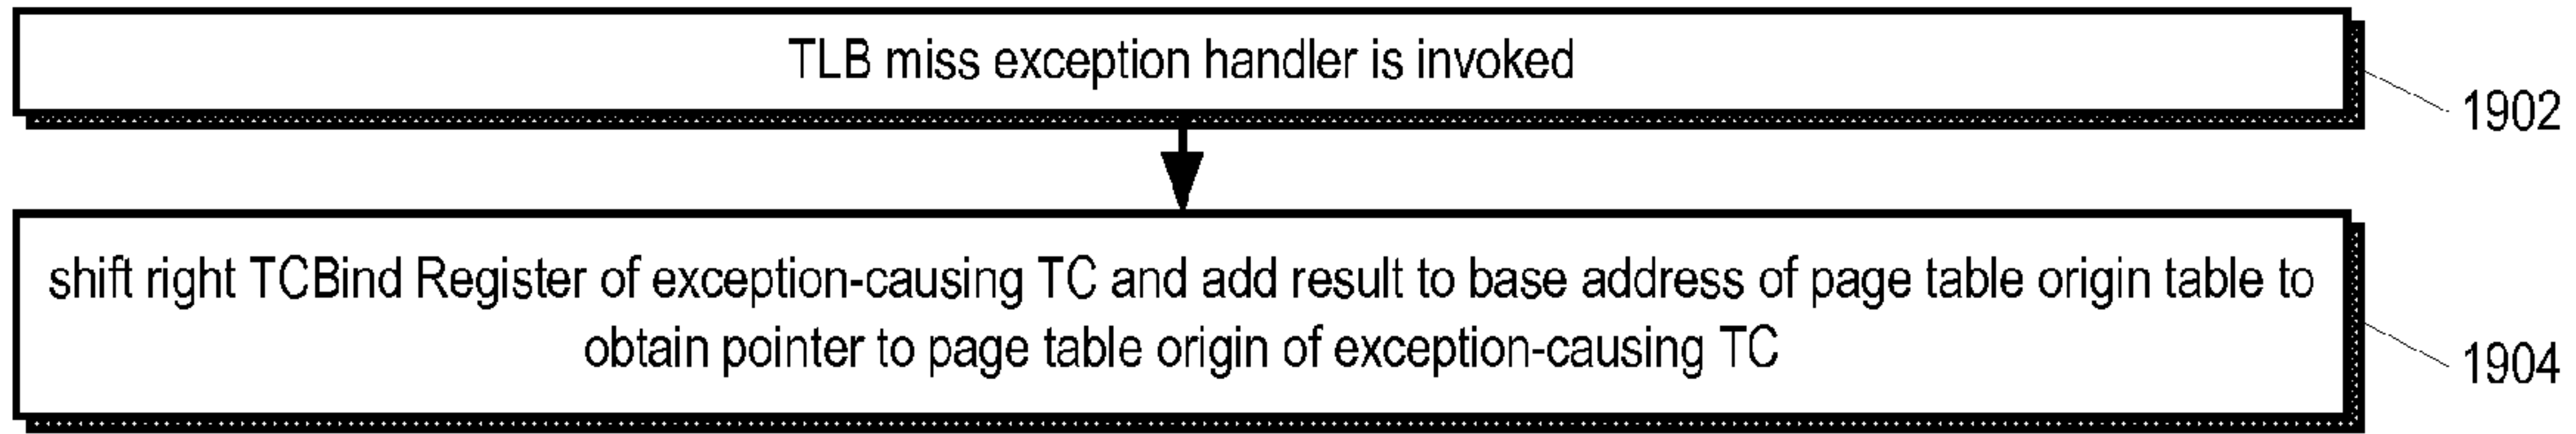 TLB miss exception handler is invoked
1902
shift right TCBind Register of exception-causing TC and add result to base address of page table origin table to
obtain pointer to page table origin of exception-causing TC
1904